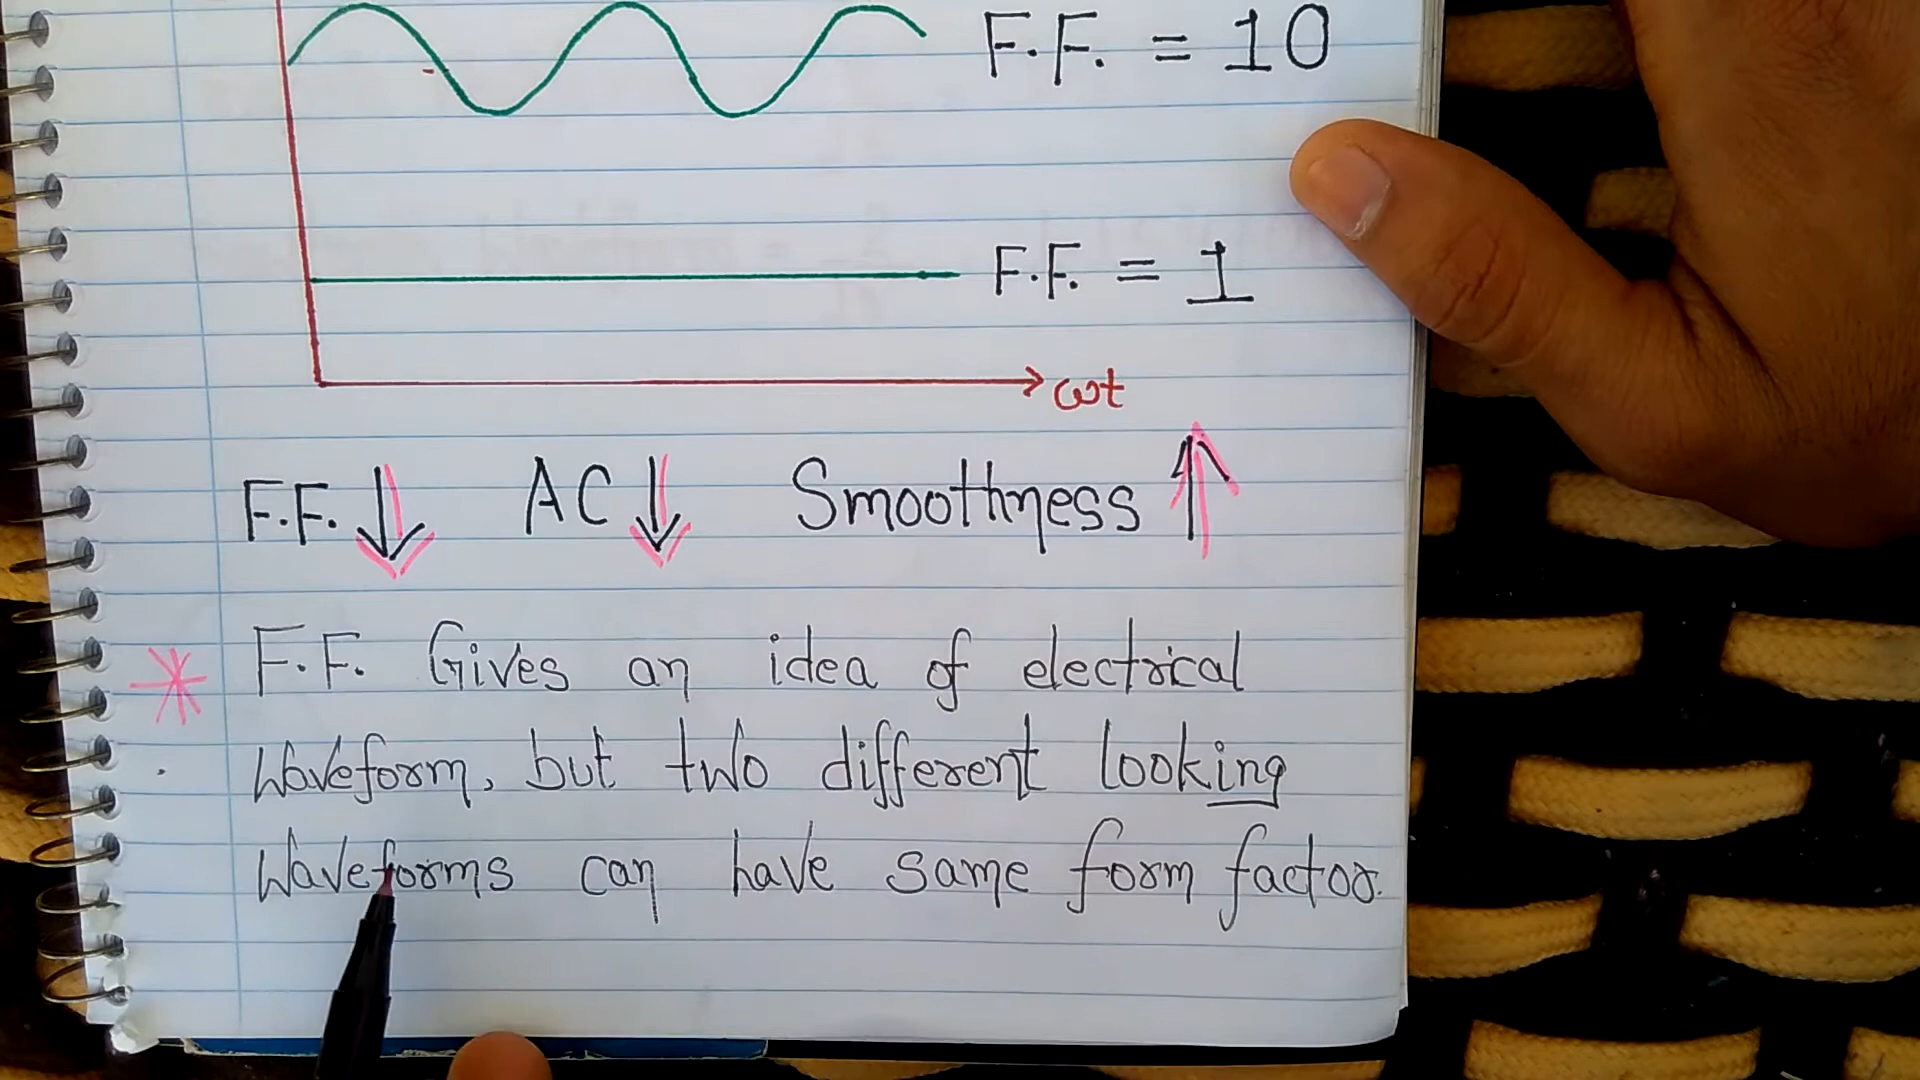 F.F. = 10
F.F. = 1
ωt
F.F. ↓ AC ↓ Smoothness ↑
* F.F. Gives an idea of electrical
Waveform, but two different looking
Waveforms can have same form factor.